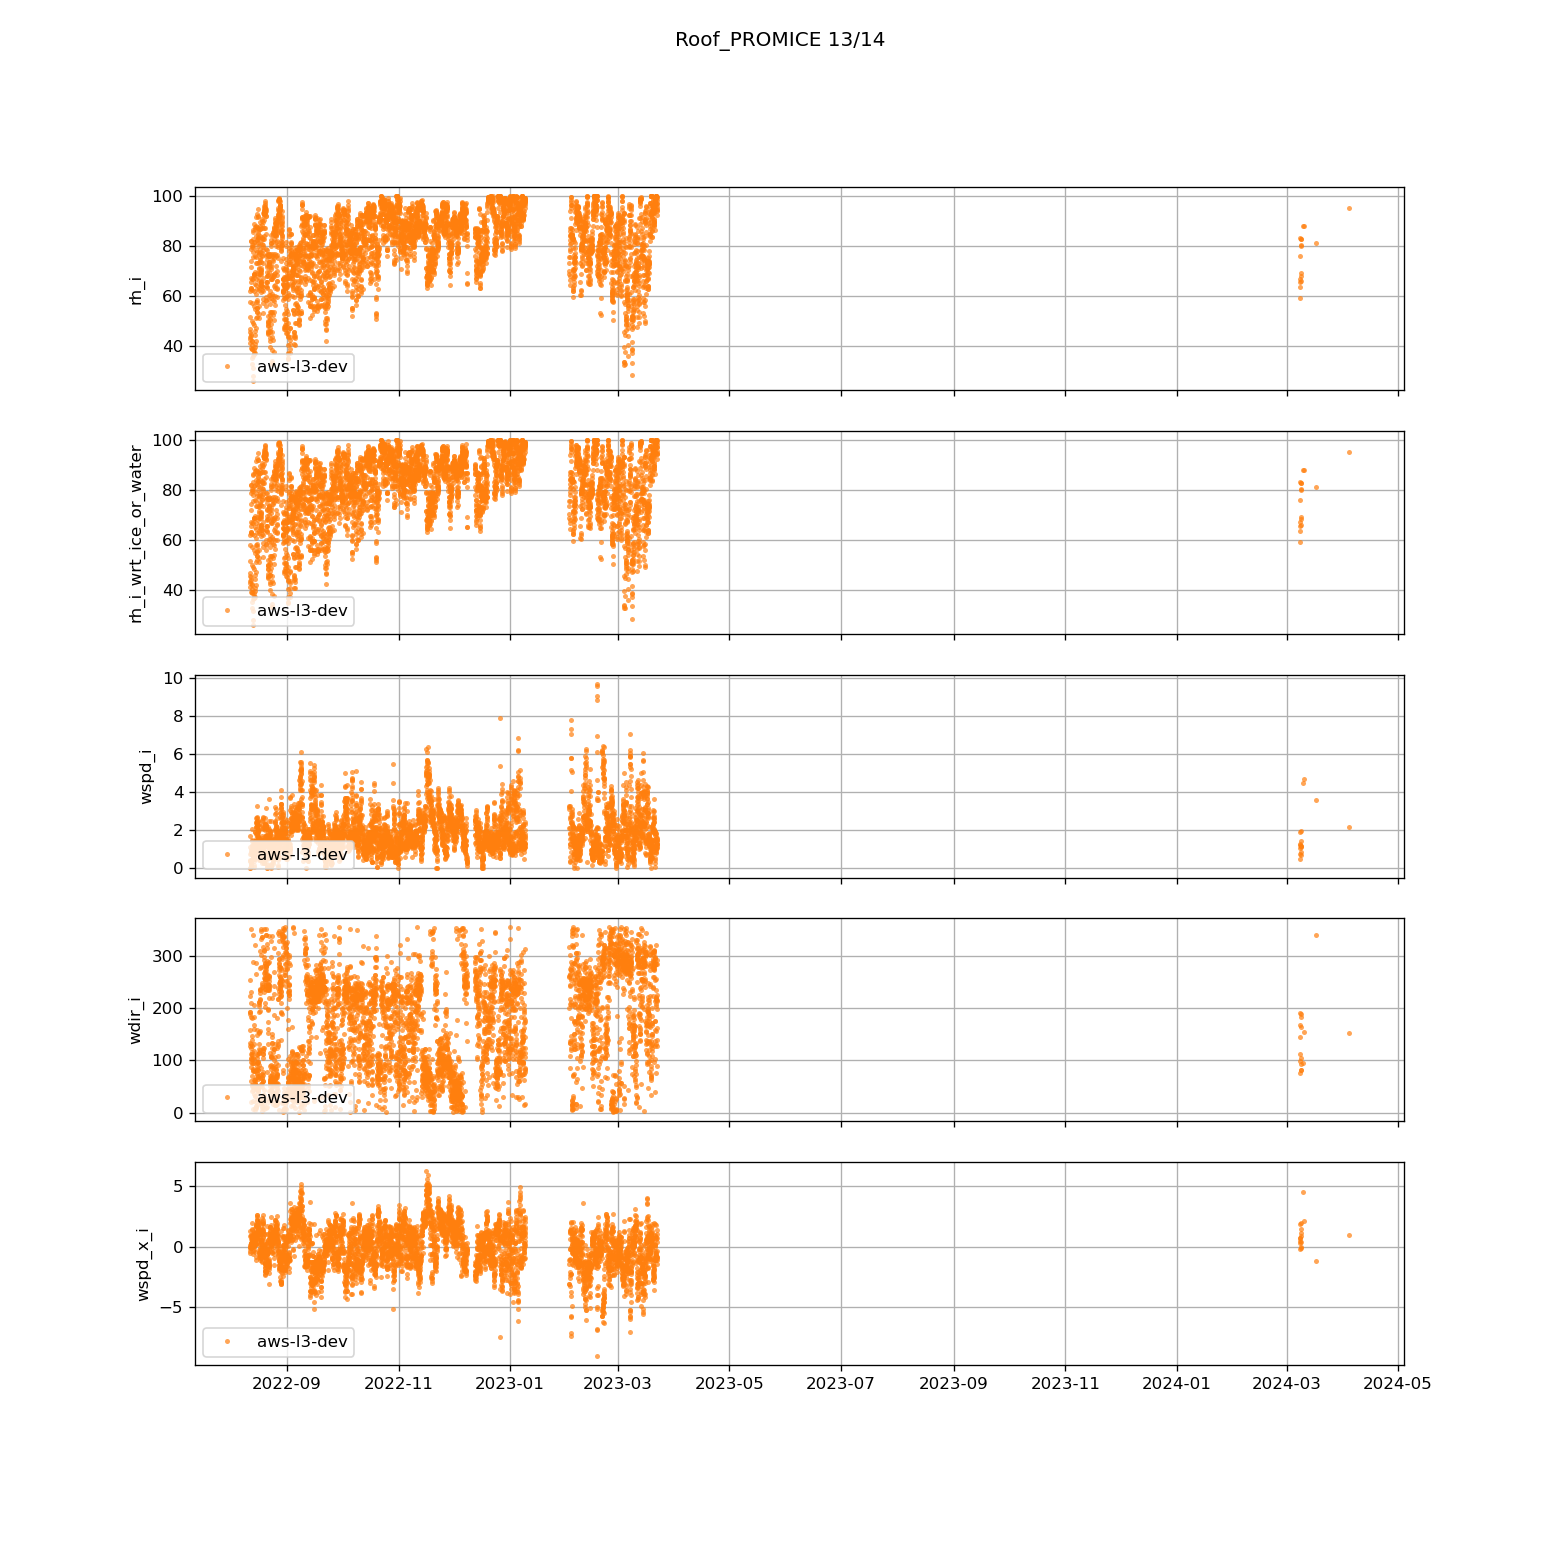 Roof_PROMICE 13/14
100
80
60
40
rh_i
aws-l3-dev
100
80
60
40
rh_i_wrt_ice_or_water
aws-l3-dev
10
8
6
4
2
0
wspd_i
aws-l3-dev
300
200
100
0
wdir_i
aws-l3-dev
5
0
−5
wspd_x_i
aws-l3-dev
2022-09 2022-11 2023-01 2023-03 2023-05 2023-07 2023-09 2023-11 2024-01 2024-03 2024-05